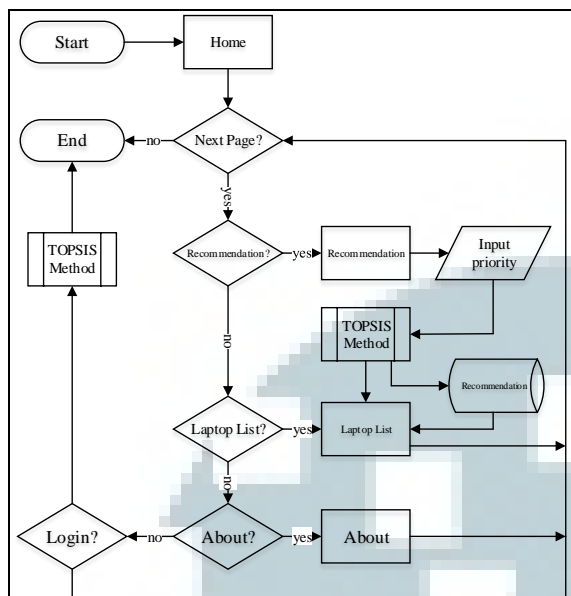 Start
Home
End
no
Next Page?
yes
TOPSIS
Method
Recommendation?
yes
Recommendation
Input
priority
no
TOPSIS
Method
Recommendation
Laptop List?
yes
Laptop List
no
Login?
no
About?
yes
About